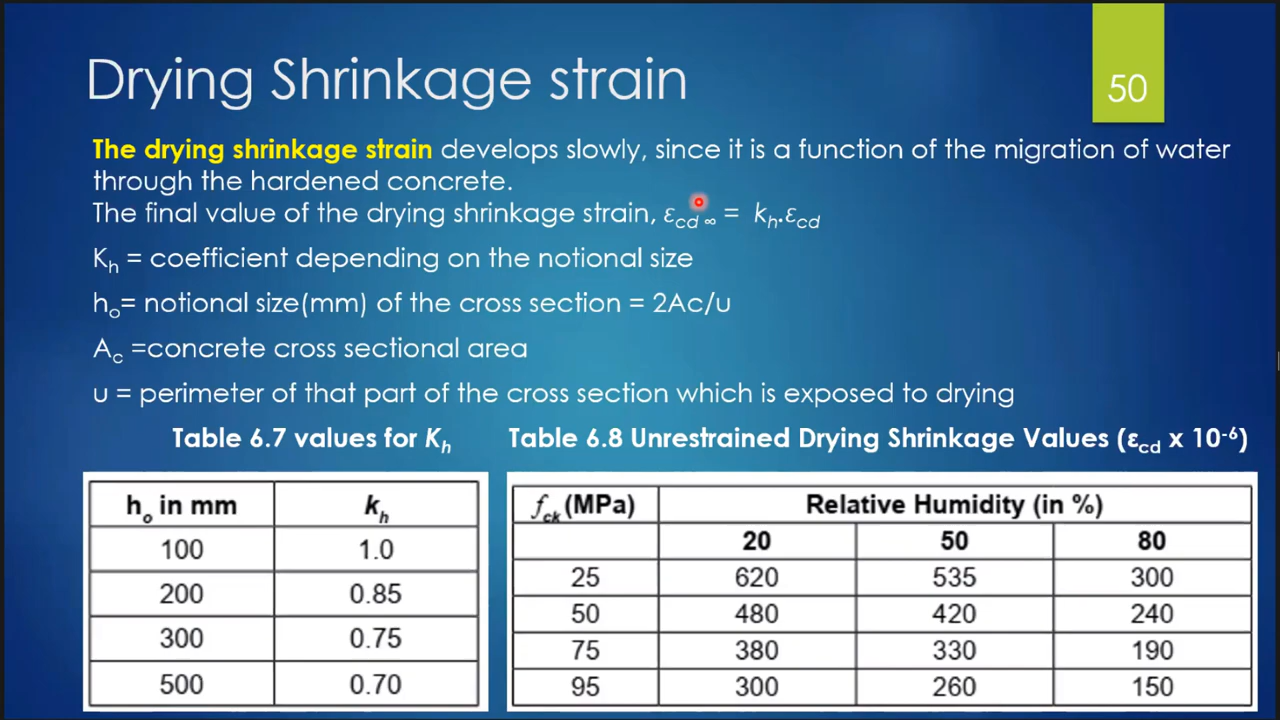 Drying Shrinkage strain
50
The drying shrinkage strain develops slowly, since it is a function of the migration of water
through the hardened concrete.
The final value of the drying shrinkage strain, εcd ∞ = kh.εcd
Kh = coefficient depending on the notional size
ho= notional size(mm) of the cross section = 2Ac/u
Ac =concrete cross sectional area
u = perimeter of that part of the cross section which is exposed to drying
Table 6.7 values for Kh
ho in mm kh
100 1.0
200 0.85
300 0.75
500 0.70
Table 6.8 Unrestrained Drying Shrinkage Values (εcd x 10-6)
fck (MPa) Relative Humidity (in %)
20 50 80
25 620 535 300
50 480 420 240
75 380 330 190
95 300 260 150